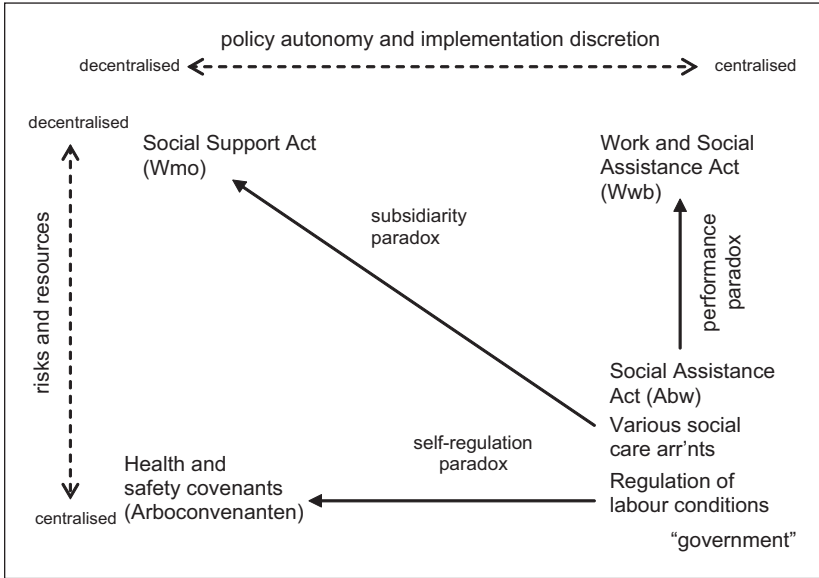 policy autonomy and implementation discretion
decentralised
centralised
decentralised
Social Support Act
(Wmo)
Work and Social
Assistance Act
(Wwb)
subsidiarity
paradox
performance
paradox
risks and resources
Social Assistance
Act (Abw)
Various social
care arr'nts
self-regulation
paradox
Health and
safety covenants
(Arboconvenanten)
Regulation of
labour conditions
centralised
"government"